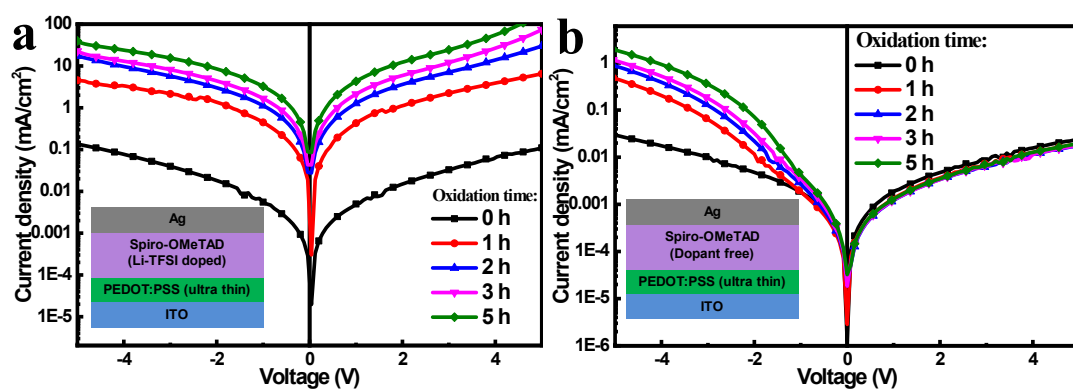 a
Current density (mA/cm²)
100
10
1
0.1
0.01
0.001
1E-4
1E-5
-4
-2
0
2
4
Voltage (V)
Oxidation time:
0 h
1 h
2 h
3 h
5 h
Ag
Spiro-OMeTAD
(Li-TFSI doped)
PEDOT:PSS (ultra thin)
ITO
b
Current density (mA/cm²)
1
0.1
0.01
0.001
1E-4
1E-5
1E-6
-4
-2
0
2
4
Voltage (V)
Oxidation time:
0 h
1 h
2 h
3 h
5 h
Ag
Spiro-OMeTAD
(Dopant free)
PEDOT:PSS (ultra thin)
ITO